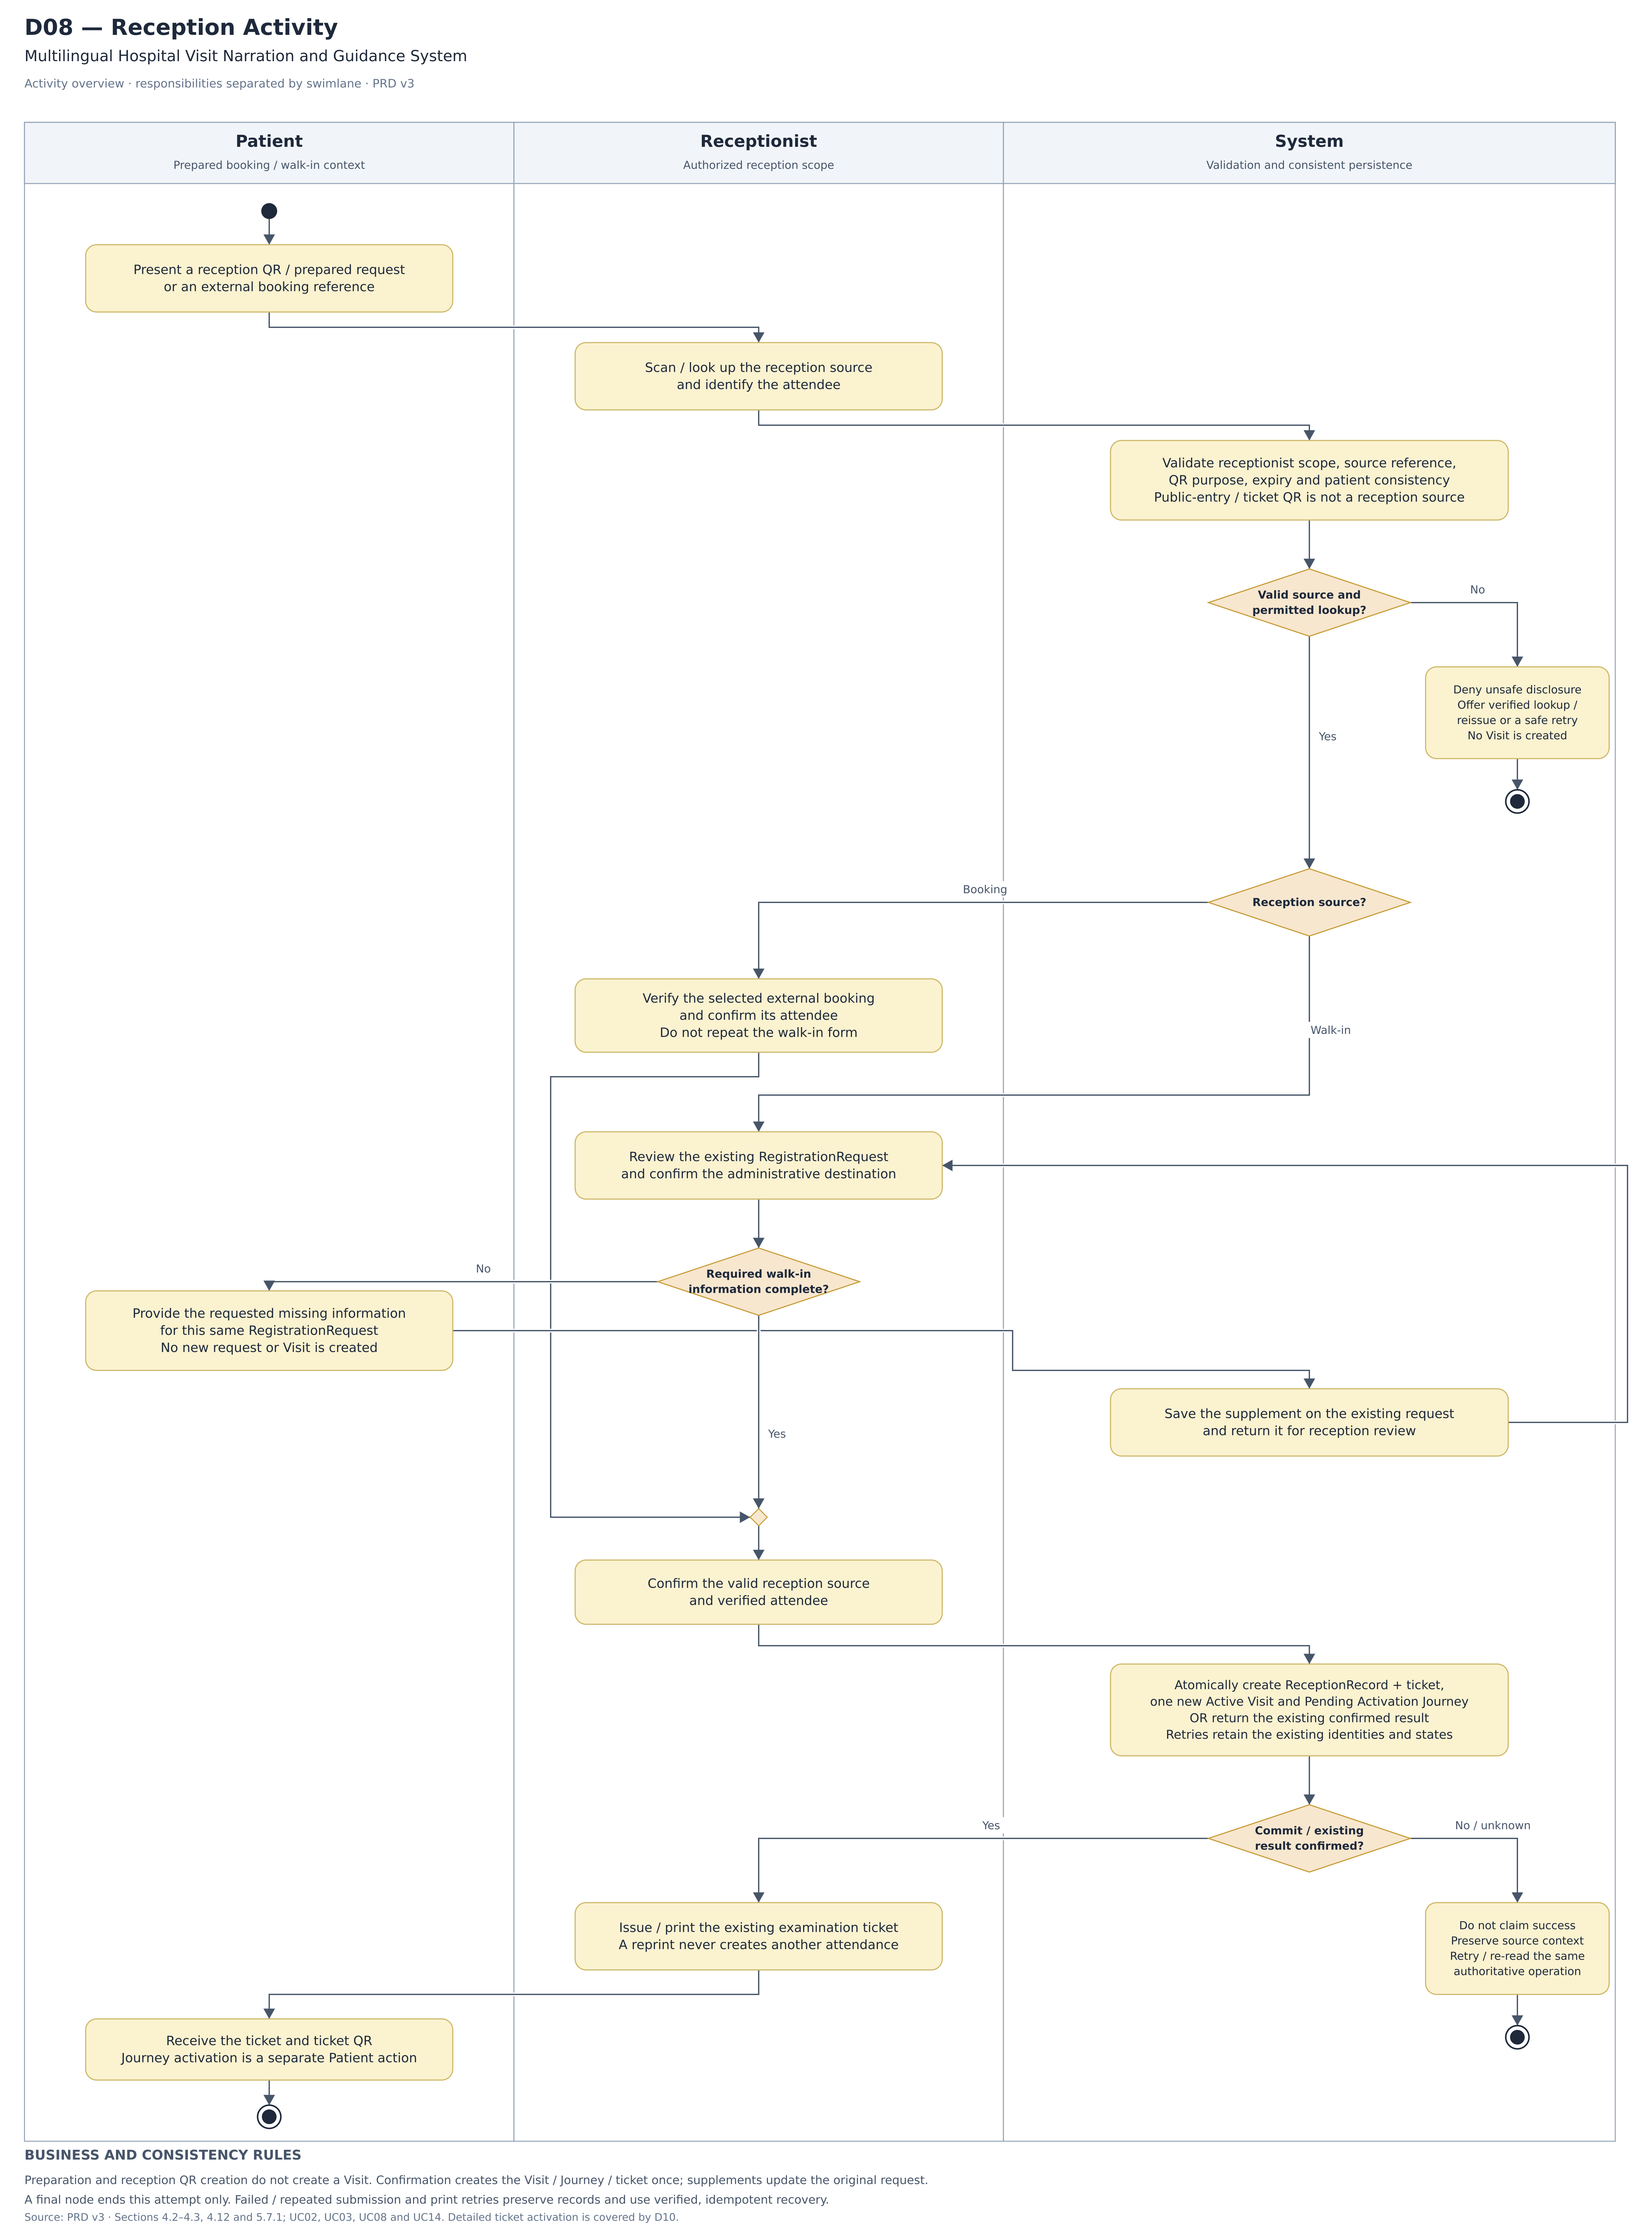 D08 — Reception Activity
Multilingual Hospital Visit Narration and Guidance System
Activity overview · responsibilities separated by swimlane · PRD v3
Patient
Prepared booking / walk-in context
Receptionist
Authorized reception scope
System
Validation and consistent persistence
Present a reception QR / prepared request
or an external booking reference
Scan / look up the reception source
and identify the attendee
Validate receptionist scope, source reference,
QR purpose, expiry and patient consistency
Public-entry / ticket QR is not a reception source
Valid source and
permitted lookup?
No
Deny unsafe disclosure
Offer verified lookup /
reissue or a safe retry
No Visit is created
Yes
Reception source?
Booking
Verify the selected external booking
and confirm its attendee
Do not repeat the walk-in form
Walk-in
Review the existing RegistrationRequest
and confirm the administrative destination
Required walk-in
information complete?
No
Provide the requested missing information
for this same RegistrationRequest
No new request or Visit is created
Save the supplement on the existing request
and return it for reception review
Yes
Confirm the valid reception source
and verified attendee
Atomically create ReceptionRecord + ticket,
one new Active Visit and Pending Activation Journey
OR return the existing confirmed result
Retries retain the existing identities and states
Commit / existing
result confirmed?
Yes
No / unknown
Issue / print the existing examination ticket
A reprint never creates another attendance
Do not claim success
Preserve source context
Retry / re-read the same
authoritative operation
Receive the ticket and ticket QR
Journey activation is a separate Patient action
BUSINESS AND CONSISTENCY RULES
Preparation and reception QR creation do not create a Visit. Confirmation creates the Visit / Journey / ticket once; supplements update the original request.
A final node ends this attempt only. Failed / repeated submission and print retries preserve records and use verified, idempotent recovery.
Source: PRD v3 · Sections 4.2–4.3, 4.12 and 5.7.1; UC02, UC03, UC08 and UC14. Detailed ticket activation is covered by D10.